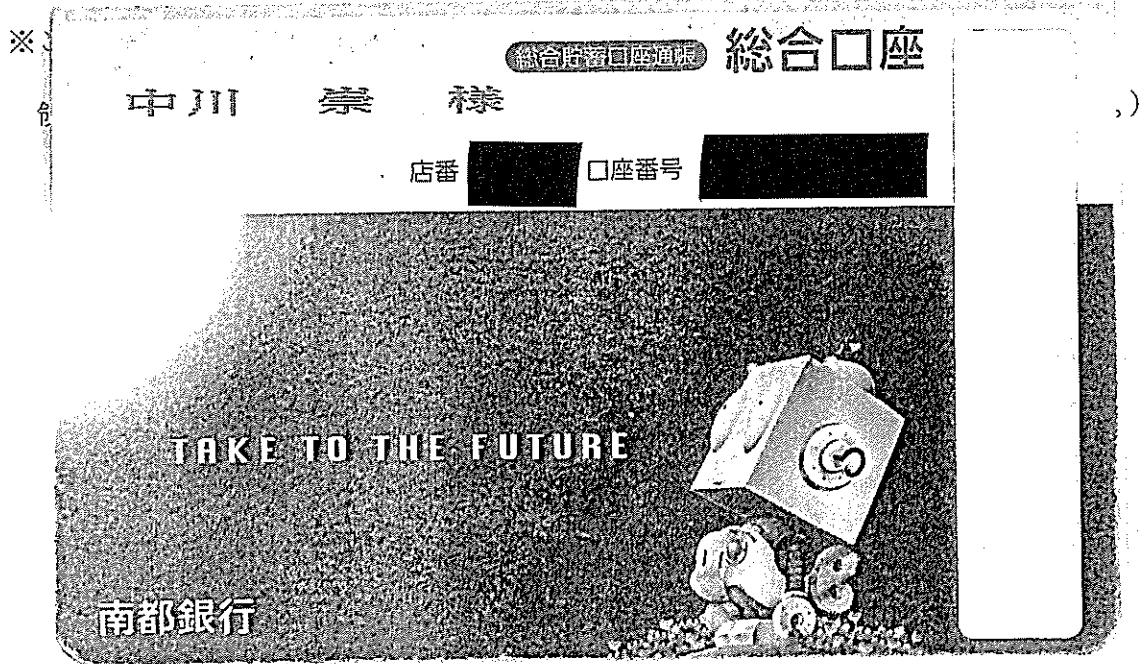 ※
総合貯蓄口座通帳 総合口座
中川 崇 様
店番 口座番号
TAKE TO THE FUTURE
南都銀行